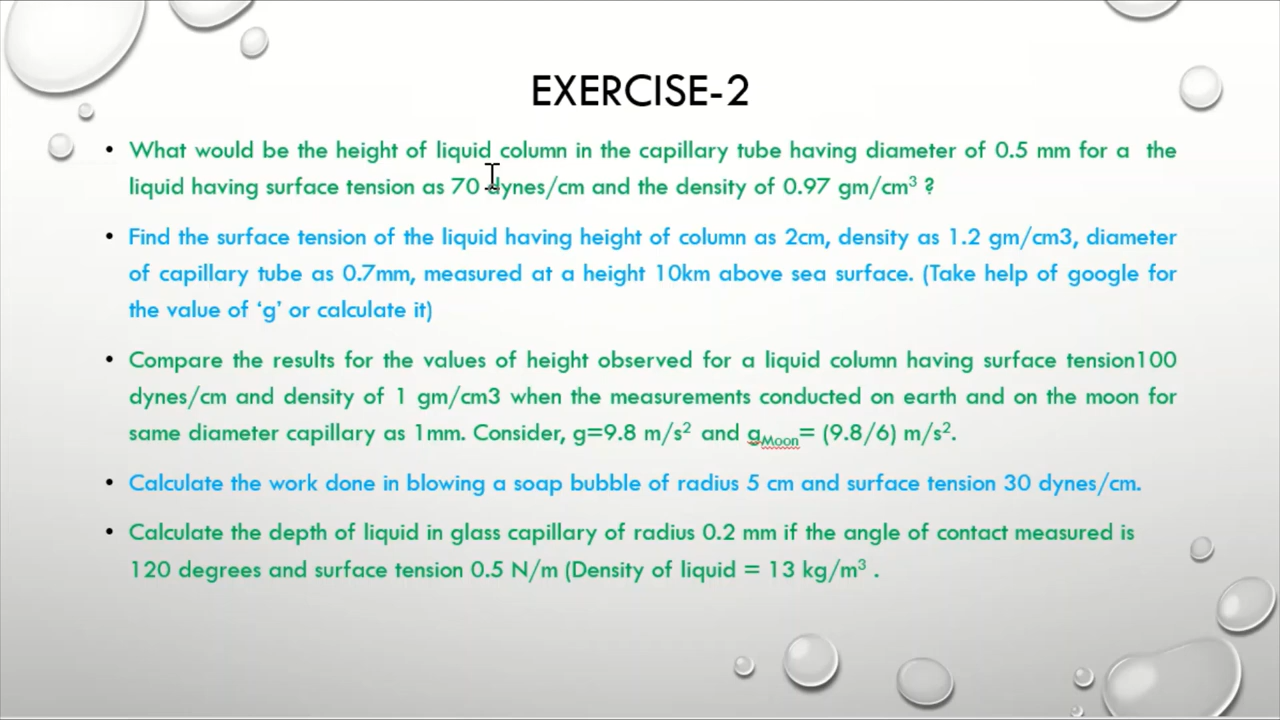 EXERCISE-2
• What would be the height of liquid column in the capillary tube having diameter of 0.5 mm for a the
liquid having surface tension as 70 dynes/cm and the density of 0.97 gm/cm³ ?
• Find the surface tension of the liquid having height of column as 2cm, density as 1.2 gm/cm3, diameter
of capillary tube as 0.7mm, measured at a height 10km above sea surface. (Take help of google for
the value of ‘g’ or calculate it)
• Compare the results for the values of height observed for a liquid column having surface tension100
dynes/cm and density of 1 gm/cm3 when the measurements conducted on earth and on the moon for
same diameter capillary as 1mm. Consider, g=9.8 m/s² and gMoon= (9.8/6) m/s².
• Calculate the work done in blowing a soap bubble of radius 5 cm and surface tension 30 dynes/cm.
• Calculate the depth of liquid in glass capillary of radius 0.2 mm if the angle of contact measured is
120 degrees and surface tension 0.5 N/m (Density of liquid = 13 kg/m³ .